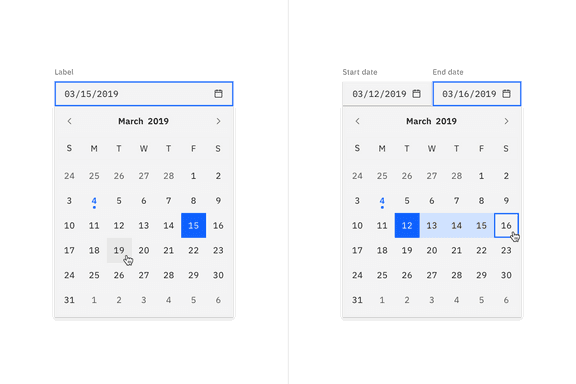 Label
03/15/2019
March 2019
S M T W T F S
24 25 26 27 28 1 2
3 4 5 6 7 8 9
10 11 12 13 14 15 16
17 18 19 20 21 22 23
24 25 26 27 28 29 30
31 1 2 3 4 5 6
Start date End date
03/12/2019 03/16/2019
March 2019
S M T W T F S
24 25 26 27 28 1 2
3 4 5 6 7 8 9
10 11 12 13 14 15 16
17 18 19 20 21 22 23
24 25 26 27 28 29 30
31 1 2 3 4 5 6